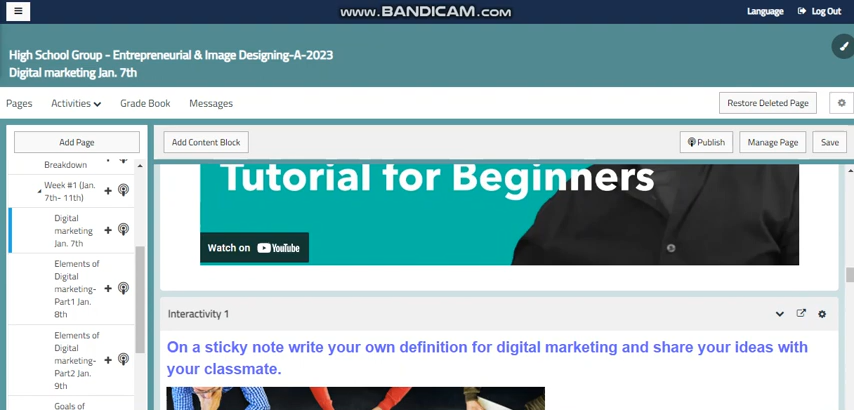 www.BANDICAM.com
Language
Log Out
High School Group - Entrepreneurial & Image Designing-A-2023
Digital marketing Jan. 7th
Pages
Activities
Grade Book
Messages
Restore Deleted Page
Add Page
Add Content Block
Publish
Manage Page
Save
Breakdown
Week #1 (Jan.
7th- 11th)
Digital
marketing
Jan. 7th
Elements of
Digital
marketing-
Part1 Jan.
8th
Elements of
Digital
marketing-
Part2 Jan.
9th
Goals of
Tutorial for Beginners
Watch on YouTube
Interactivity 1
On a sticky note write your own definition for digital marketing and share your ideas with
your classmate.